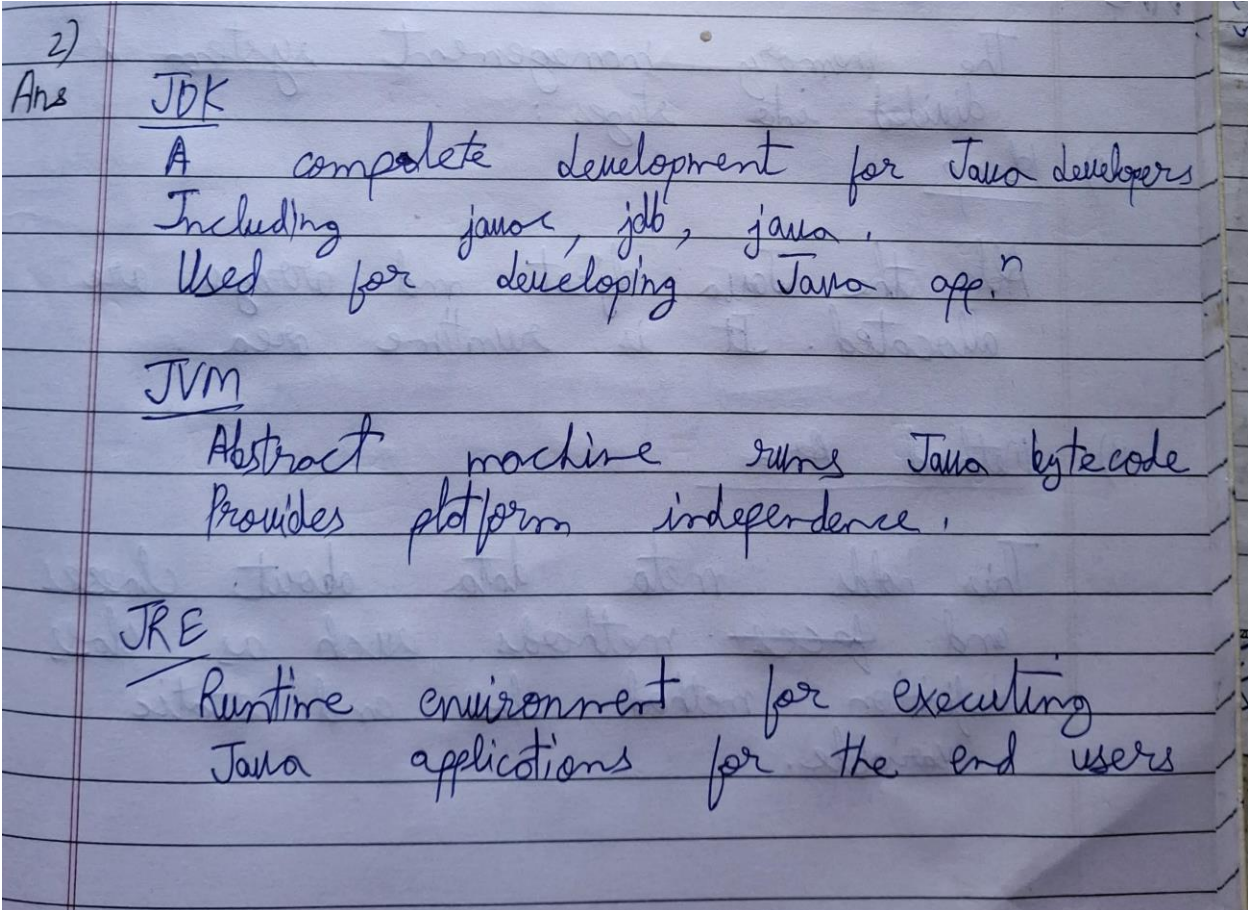 2)
Ans JDK
A complete development for Java developers
Including javac, jdb, java.
Used for developing Java app.ⁿ
JVM
Abstract machine runs Java bytecode
Provides platform independence.
JRE
Runtime environment for executing
Java applications for the end users